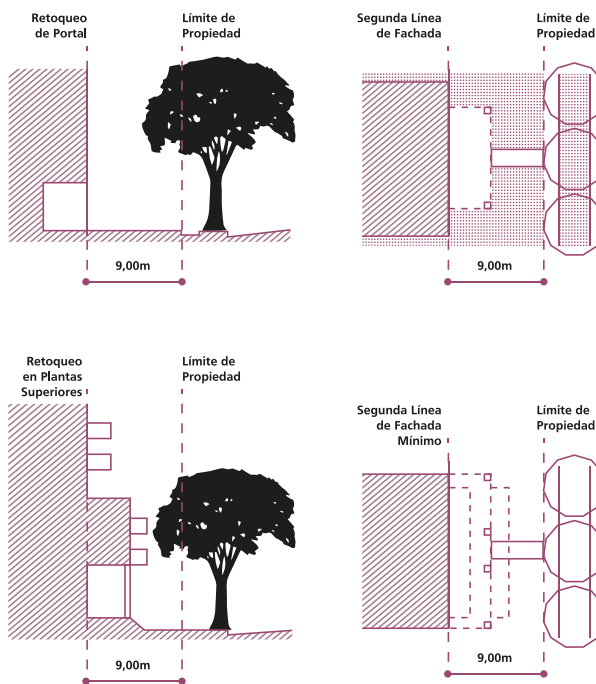 Retoqueo
de Portal
Límite de
Propiedad
9,00m
Segunda Línea
de Fachada
Límite de
Propiedad
9,00m
Retoqueo
en Plantas
Superiores
Límite de
Propiedad
9,00m
Segunda Línea
de Fachada
Mínimo
Límite de
Propiedad
9,00m